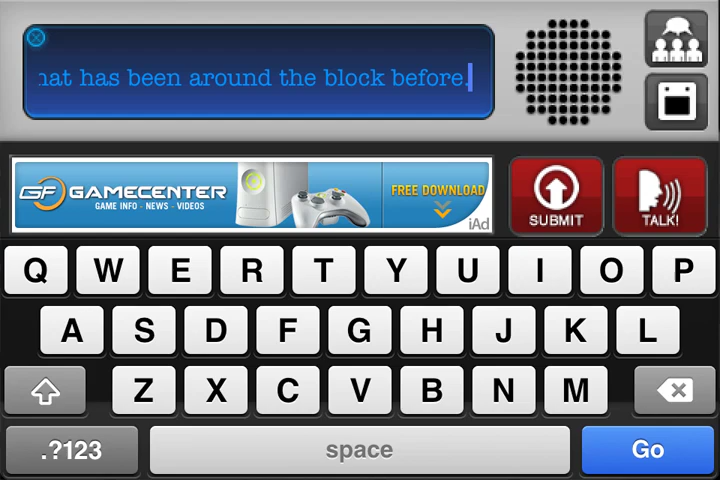 has been around the block before.
GF GAMECENTER
GAME INFO - NEWS - VIDEOS
FREE DOWNLOAD
iAd
SUBMIT
TALK!
Q W E R T Y U I O P
A S D F G H J K L
Z X C V B N M
.?123 space Go